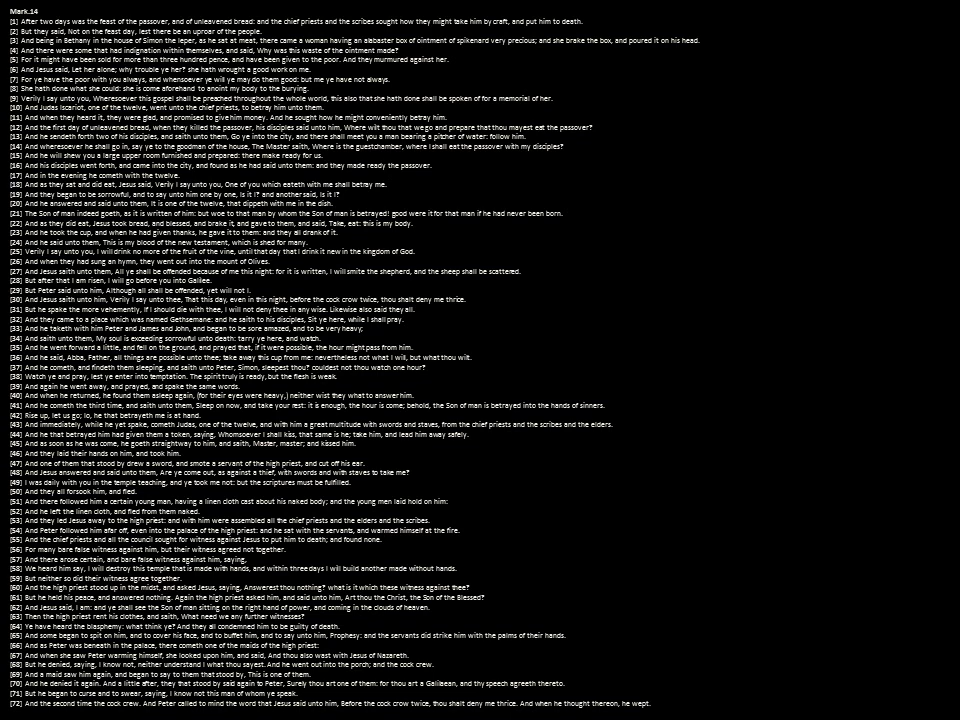 Mark.14
[1] After two days was the feast of the passover, and of unleavened bread: and the chief priests and the scribes sought how they might take him by craft, and put him to death.
[2] But they said, Not on the feast day, lest there be an uproar of the people.
[3] And being in Bethany in the house of Simon the leper, as he sat at meat, there came a woman having an alabaster box of ointment of spikenard very precious; and she brake the box, and poured it on his head.
[4] And there were some that had indignation within themselves, and said, Why was this waste of the ointment made?
[5] For it might have been sold for more than three hundred pence, and have been given to the poor. And they murmured against her.
[6] And Jesus said, Let her alone; why trouble ye her? she hath wrought a good work on me.
[7] For ye have the poor with you always, and whensoever ye will ye may do them good: but me ye have not always.
[8] She hath done what she could: she is come aforehand to anoint my body to the burying.
[9] Verily I say unto you, Wheresoever this gospel shall be preached throughout the whole world, this also that she hath done shall be spoken of for a memorial of her.
[10] And Judas Iscariot, one of the twelve, went unto the chief priests, to betray him unto them.
[11] And when they heard it, they were glad, and promised to give him money. And he sought how he might conveniently betray him.
[12] And the first day of unleavened bread, when they killed the passover, his disciples said unto him, Where wilt thou that we go and prepare that thou mayest eat the passover?
[13] And he sendeth forth two of his disciples, and saith unto them, Go ye into the city, and there shall meet you a man bearing a pitcher of water: follow him.
[14] And wheresoever he shall go in, say ye to the goodman of the house, The Master saith, Where is the guestchamber, where I shall eat the passover with my disciples?
[15] And he will shew you a large upper room furnished and prepared: there make ready for us.
[16] And his disciples went forth, and came into the city, and found as he had said unto them: and they made ready the passover.
[17] And in the evening he cometh with the twelve.
[18] And as they sat and did eat, Jesus said, Verily I say unto you, One of you which eateth with me shall betray me.
[19] And they began to be sorrowful, and to say unto him one by one, Is it I? and another said, Is it I?
[20] And he answered and said unto them, It is one of the twelve, that dippeth with me in the dish.
[21] The Son of man indeed goeth, as it is written of him: but woe to that man by whom the Son of man is betrayed! good were it for that man if he had never been born.
[22] And as they did eat, Jesus took bread, and blessed, and brake it, and gave to them, and said, Take, eat: this is my body.
[23] And he took the cup, and when he had given thanks, he gave it to them: and they all drank of it.
[24] And he said unto them, This is my blood of the new testament, which is shed for many.
[25] Verily I say unto you, I will drink no more of the fruit of the vine, until that day that I drink it new in the kingdom of God.
[26] And when they had sung an hymn, they went out into the mount of Olives.
[27] And Jesus saith unto them, All ye shall be offended because of me this night: for it is written, I will smite the shepherd, and the sheep shall be scattered.
[28] But after that I am risen, I will go before you into Galilee.
[29] But Peter said unto him, Although all shall be offended, yet will not I.
[30] And Jesus saith unto him, Verily I say unto thee, That this day, even in this night, before the cock crow twice, thou shalt deny me thrice.
[31] But he spake the more vehemently, If I should die with thee, I will not deny thee in any wise. Likewise also said they all.
[32] And they came to a place which was named Gethsemane: and he saith to his disciples, Sit ye here, while I shall pray.
[33] And he taketh with him Peter and James and John, and began to be sore amazed, and to be very heavy;
[34] And saith unto them, My soul is exceeding sorrowful unto death: tarry ye here, and watch.
[35] And he went forward a little, and fell on the ground, and prayed that, if it were possible, the hour might pass from him.
[36] And he said, Abba, Father, all things are possible unto thee; take away this cup from me: nevertheless not what I will, but what thou wilt.
[37] And he cometh, and findeth them sleeping, and saith unto Peter, Simon, sleepest thou? couldest not thou watch one hour?
[38] Watch ye and pray, lest ye enter into temptation. The spirit truly is ready, but the flesh is weak.
[39] And again he went away, and prayed, and spake the same words.
[40] And when he returned, he found them asleep again, (for their eyes were heavy,) neither wist they what to answer him.
[41] And he cometh the third time, and saith unto them, Sleep on now, and take your rest: it is enough, the hour is come; behold, the Son of man is betrayed into the hands of sinners.
[42] Rise up, let us go; lo, he that betrayeth me is at hand.
[43] And immediately, while he yet spake, cometh Judas, one of the twelve, and with him a great multitude with swords and staves, from the chief priests and the scribes and the elders.
[44] And he that betrayed him had given them a token, saying, Whomsoever I shall kiss, that same is he; take him, and lead him away safely.
[45] And as soon as he was come, he goeth straightway to him, and saith, Master, master; and kissed him.
[46] And they laid their hands on him, and took him.
[47] And one of them that stood by drew a sword, and smote a servant of the high priest, and cut off his ear.
[48] And Jesus answered and said unto them, Are ye come out, as against a thief, with swords and with staves to take me?
[49] I was daily with you in the temple teaching, and ye took me not: but the scriptures must be fulfilled.
[50] And they all forsook him, and fled.
[51] And there followed him a certain young man, having a linen cloth cast about his naked body; and the young men laid hold on him:
[52] And he left the linen cloth, and fled from them naked.
[53] And they led Jesus away to the high priest: and with him were assembled all the chief priests and the elders and the scribes.
[54] And Peter followed him afar off, even into the palace of the high priest: and he sat with the servants, and warmed himself at the fire.
[55] And the chief priests and all the council sought for witness against Jesus to put him to death; and found none.
[56] For many bare false witness against him, but their witness agreed not together.
[57] And there arose certain, and bare false witness against him, saying,
[58] We heard him say, I will destroy this temple that is made with hands, and within three days I will build another made without hands.
[59] But neither so did their witness agree together.
[60] And the high priest stood up in the midst, and asked Jesus, saying, Answerest thou nothing? what is it which these witness against thee?
[61] But he held his peace, and answered nothing. Again the high priest asked him, and said unto him, Art thou the Christ, the Son of the Blessed?
[62] And Jesus said, I am: and ye shall see the Son of man sitting on the right hand of power, and coming in the clouds of heaven.
[63] Then the high priest rent his clothes, and saith, What need we any further witnesses?
[64] Ye have heard the blasphemy: what think ye? And they all condemned him to be guilty of death.
[65] And some began to spit on him, and to cover his face, and to buffet him, and to say unto him, Prophesy: and the servants did strike him with the palms of their hands.
[66] And as Peter was beneath in the palace, there cometh one of the maids of the high priest:
[67] And when she saw Peter warming himself, she looked upon him, and said, And thou also wast with Jesus of Nazareth.
[68] But he denied, saying, I know not, neither understand I what thou sayest. And he went out into the porch; and the cock crew.
[69] And a maid saw him again, and began to say to them that stood by, This is one of them.
[70] And he denied it again. And a little after, they that stood by said again to Peter, Surely thou art one of them: for thou art a Galilaean, and thy speech agreeth thereto.
[71] But he began to curse and to swear, saying, I know not this man of whom ye speak.
[72] And the second time the cock crew. And Peter called to mind the word that Jesus said unto him, Before the cock crow twice, thou shalt deny me thrice. And when he thought thereon, he wept.